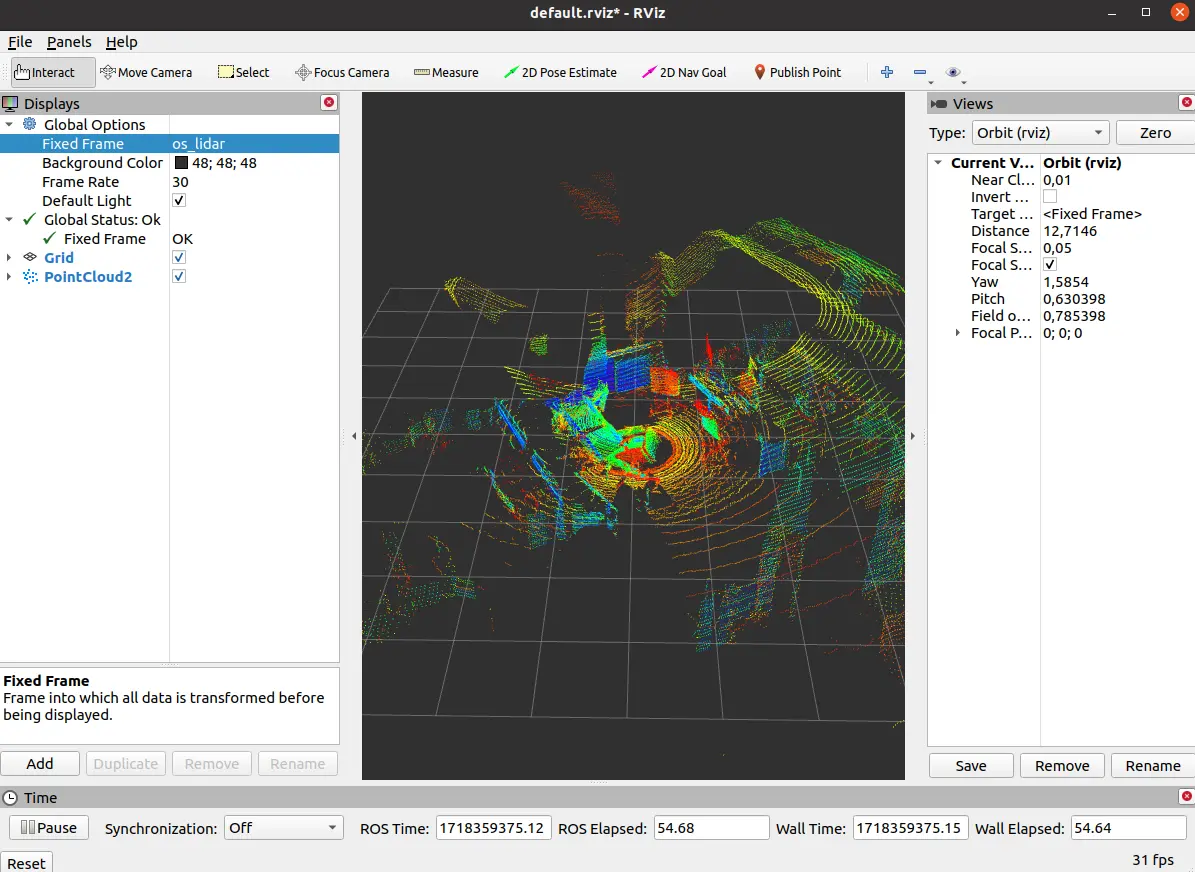 default.rviz* - RViz
File Panels Help
Interact Move Camera Select Focus Camera Measure 2D Pose Estimate 2D Nav Goal Publish Point
Displays
Global Options
Fixed Frame os_lidar
Background Color 48; 48; 48
Frame Rate 30
Default Light
Global Status: Ok
Fixed Frame OK
Grid
PointCloud2
Fixed Frame
Frame into which all data is transformed before
being displayed.
Add Duplicate Remove Rename
Views
Type: Orbit (rviz) Zero
Current V... Orbit (rviz)
Near Cl... 0,01
Invert ...
Target ... <Fixed Frame>
Distance 12,7146
Focal S... 0,05
Focal S...
Yaw 1,5854
Pitch 0,630398
Field o... 0,785398
Focal P... 0; 0; 0
Save Remove Rename
Time
Pause Synchronization: Off ROS Time: 1718359375.12 ROS Elapsed: 54.68 Wall Time: 1718359375.15 Wall Elapsed: 54.64
Reset 31 fps